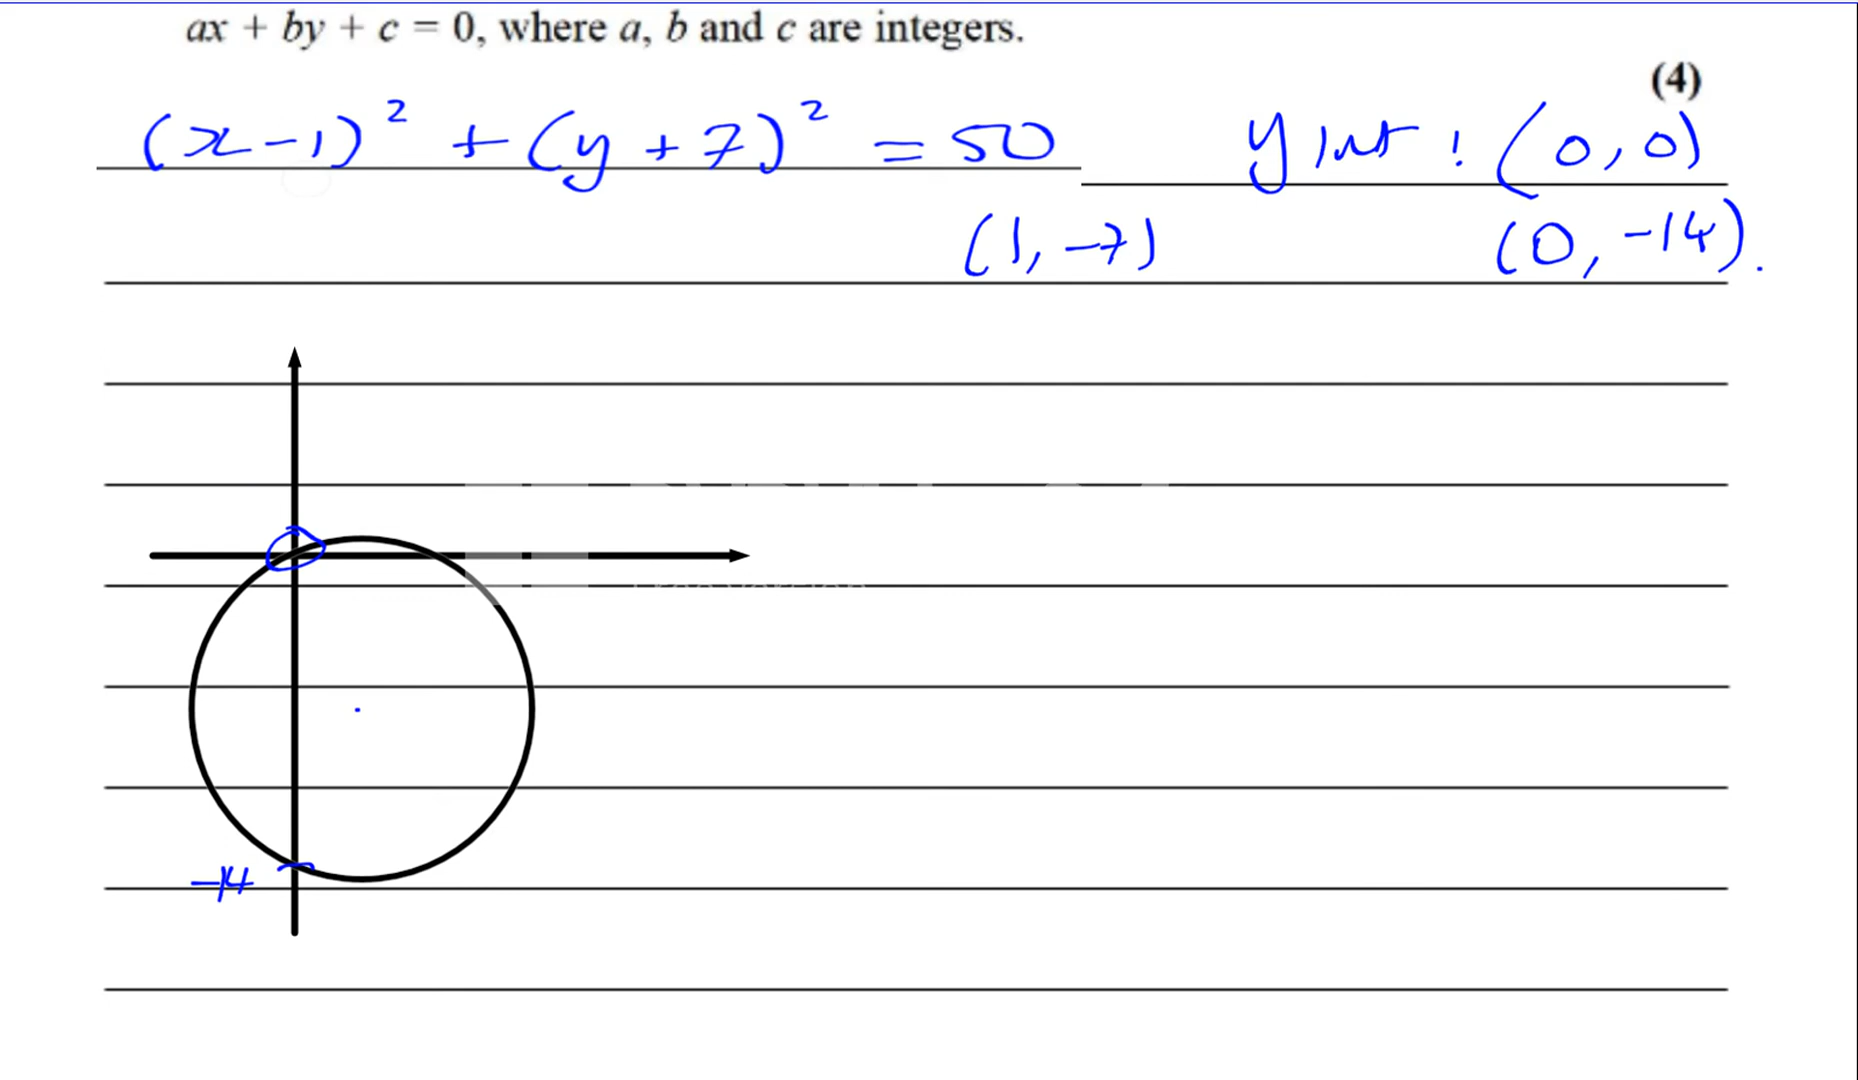 ax + by + c = 0, where a, b and c are integers.
(4)
(x-1)² + (y+7)² = 50
y int : (0,0)
(1,-7)
(0,-14).
-14